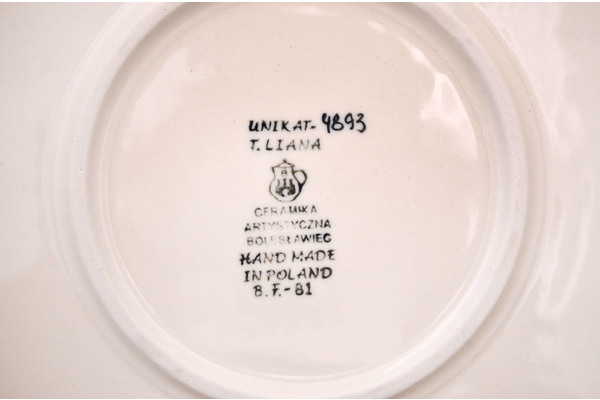 UNIKAT-4893
T. LIANA
CERAMIKA
ARTYSTYCZNA
BOLESŁAWIEC
HAND MADE
IN POLAND
B.F.-81